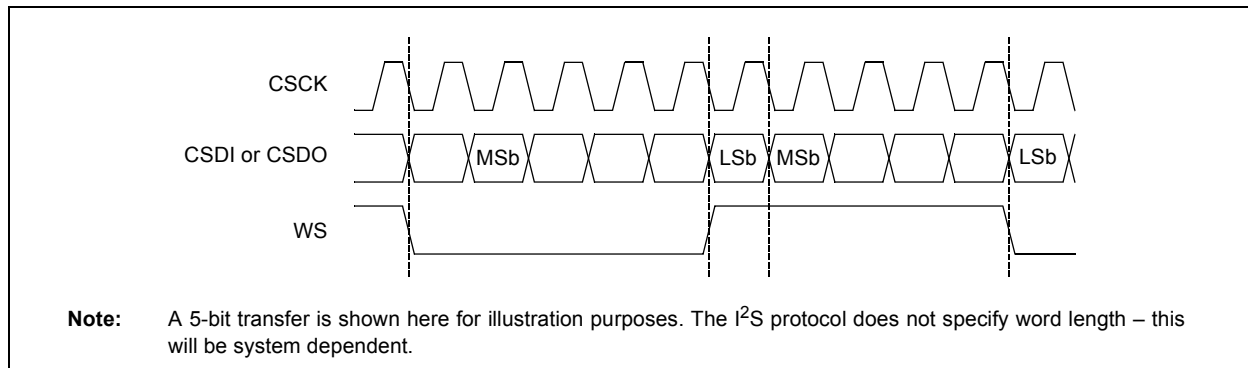 CSCK
CSDI or CSDO
MSb
LSb
MSb
LSb
WS
Note: A 5-bit transfer is shown here for illustration purposes. The I²S protocol does not specify word length – this
will be system dependent.